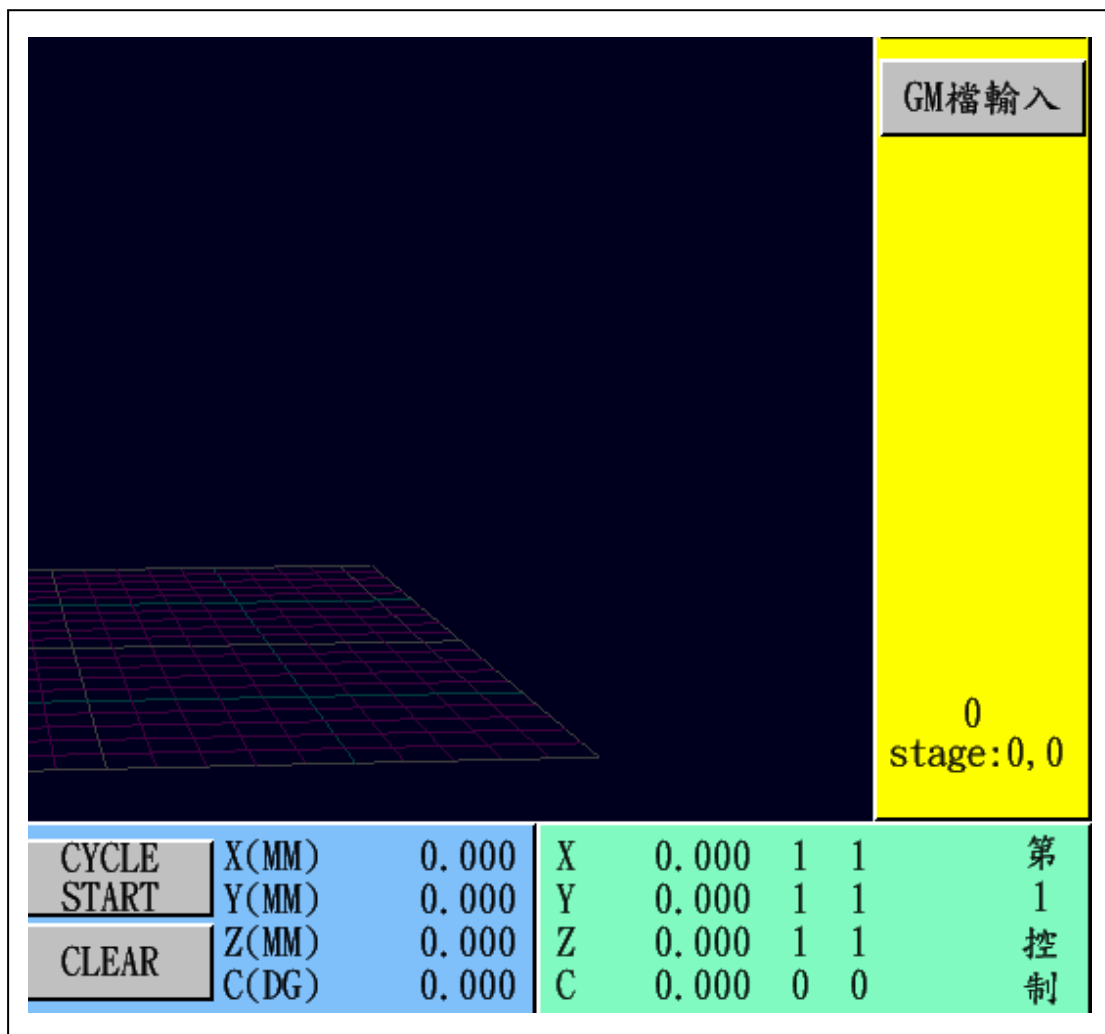 GM檔輸入
0
stage:0,0
CYCLE
START
CLEAR
X(MM) 0.000
Y(MM) 0.000
Z(MM) 0.000
C(DG) 0.000
X 0.000 1 1
Y 0.000 1 1
Z 0.000 1 1
C 0.000 0 0
第
1
控
制